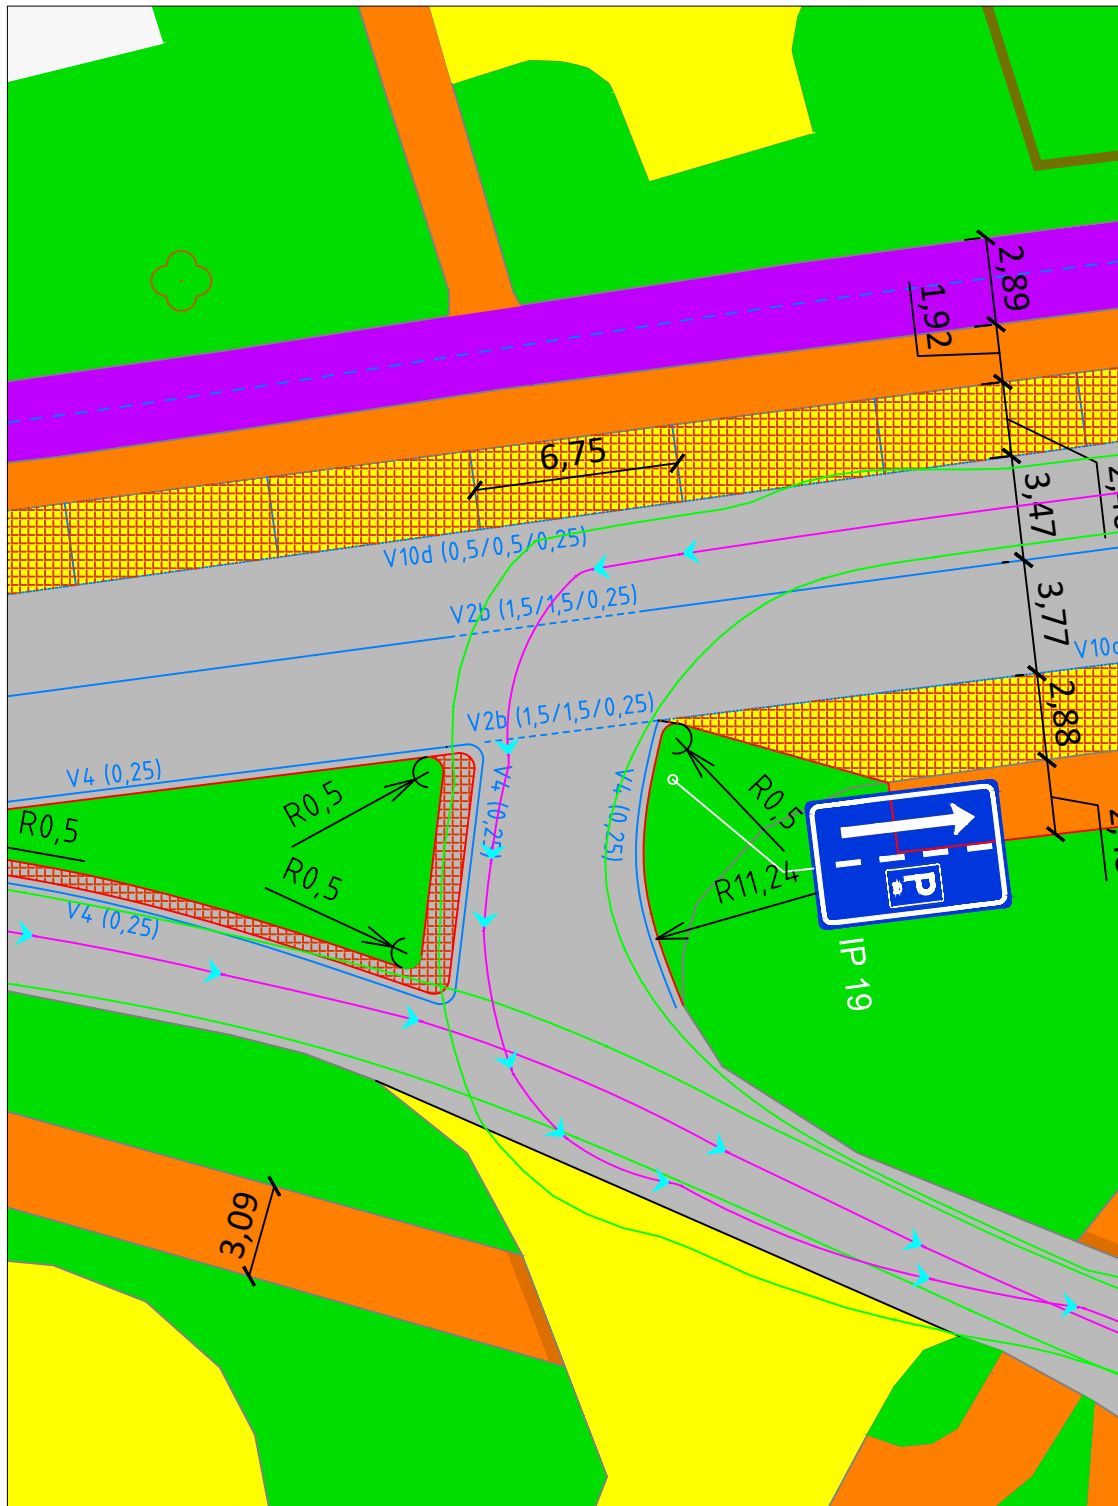 2,89
1,92
6,75
3,47
V10d (0,5/0,5/0,25)
3,77
V2b (1,5/1,5/0,25)
2,88
V2b (1,5/1,5/0,25)
V4 (0,25)
V4 (0,25)
V4 (0,25)
R0,5
R0,5
R0,5
R0,5
R11,24
P
V4 (0,25)
IP 19
3,09